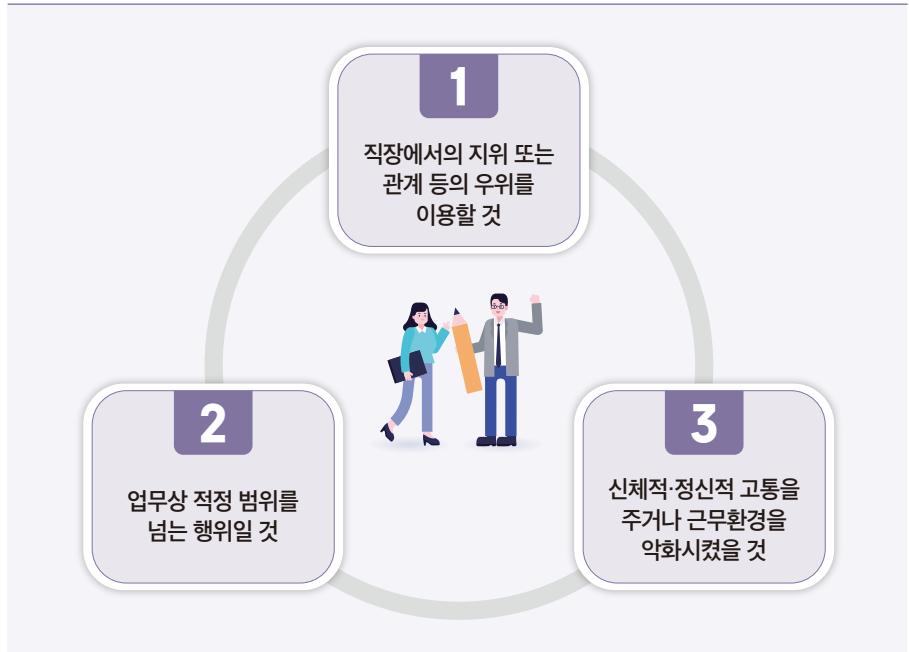 1
직장에서의 지위 또는
관계 등의 우위를
이용할 것
2
업무상 적정 범위를
넘는 행위일 것
3
신체적·정신적 고통을
주거나 근무환경을
악화시켰을 것